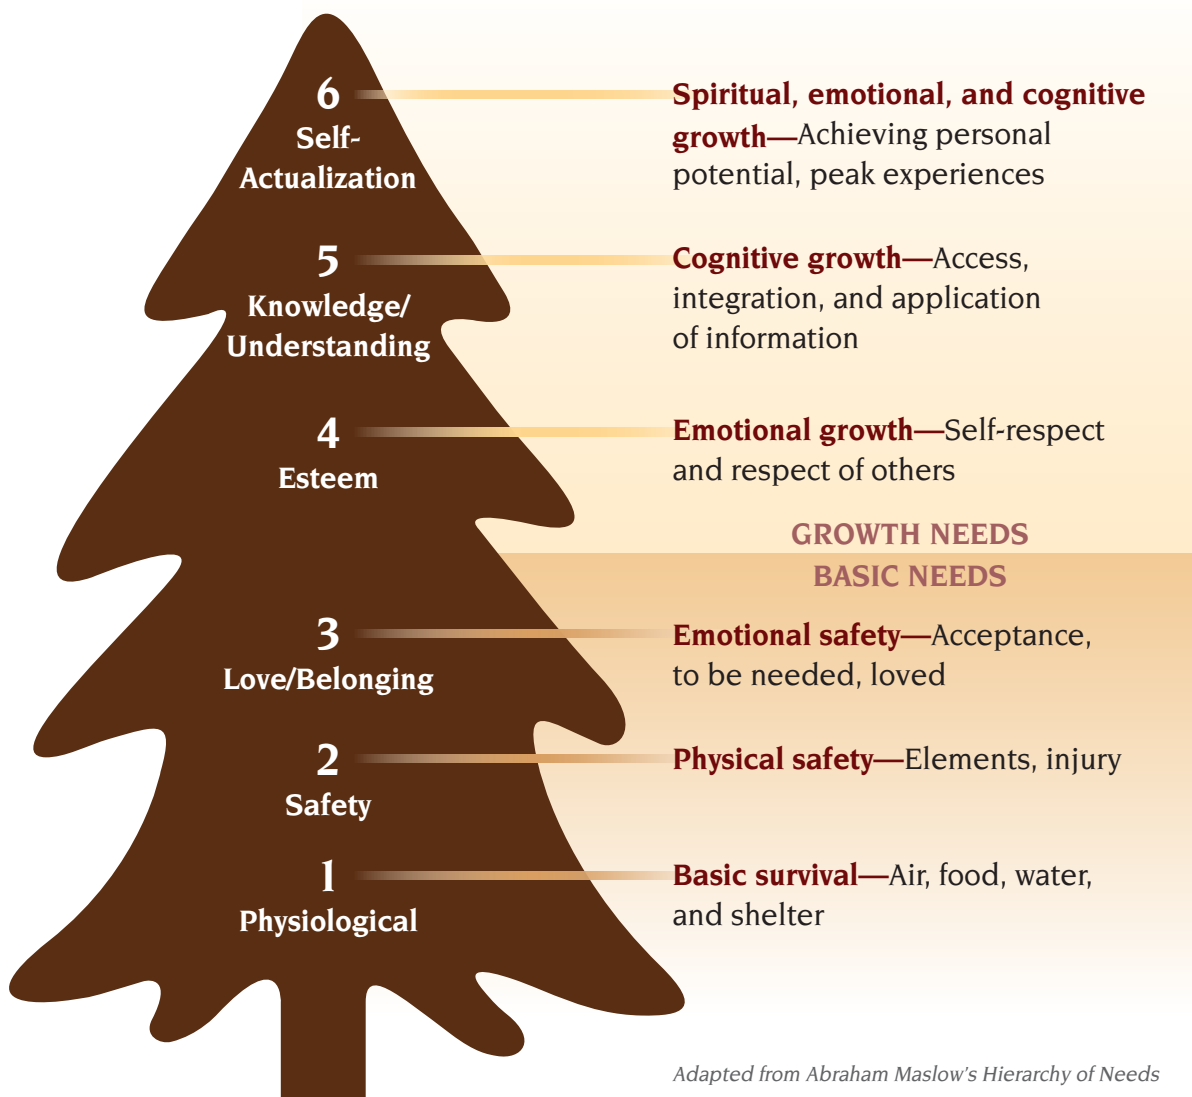 6
Self-
Actualization
Spiritual, emotional, and cognitive
growth—Achieving personal
potential, peak experiences
5
Knowledge/
Understanding
Cognitive growth—Access,
integration, and application
of information
4
Esteem
Emotional growth—Self-respect
and respect of others
GROWTH NEEDS
BASIC NEEDS
3
Love/Belonging
Emotional safety—Acceptance,
to be needed, loved
2
Safety
Physical safety—Elements, injury
1
Physiological
Basic survival—Air, food, water,
and shelter
Adapted from Abraham Maslow's Hierarchy of Needs